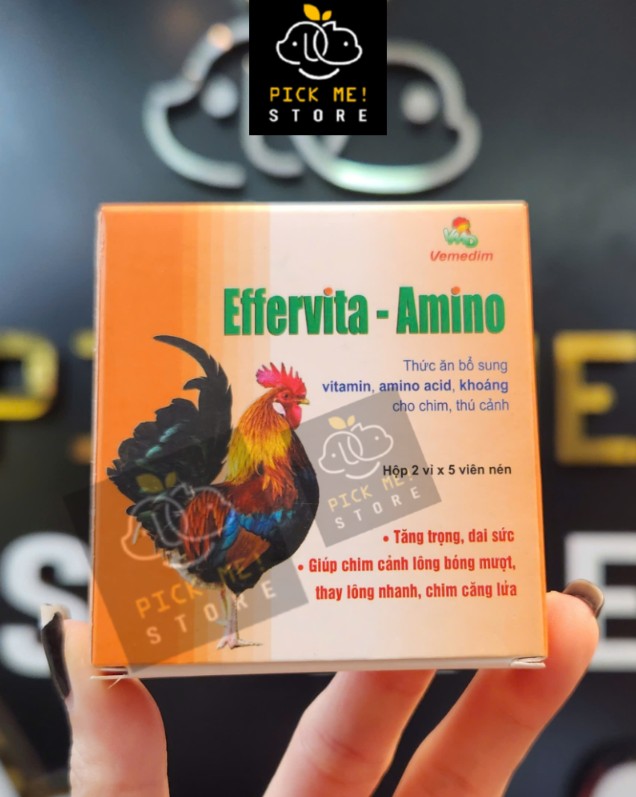 PICK ME!
STORE
Vemedim
Effervita - Amino
Thức ăn bổ sung
vitamin, amino acid, khoáng
cho chim, thú cảnh
Hộp 2 vỉ x 5 viên nén
• Tăng trọng, dai sức
• Giúp chim cảnh lông bóng mượt,
thay lông nhanh, chim căng lửa
PICK ME!
STORE
PICK ME!
STORE